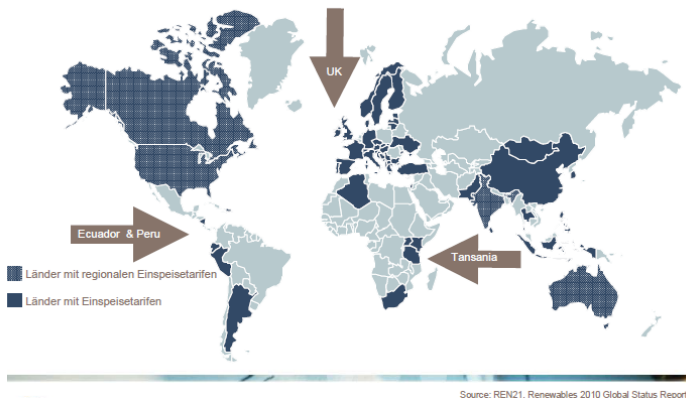 UK
Ecuador & Peru
Tansania
Länder mit regionalen Einspeisetarifen
Länder mit Einspeisetarifen
Source: REN21. Renewables 2010 Global Status Report